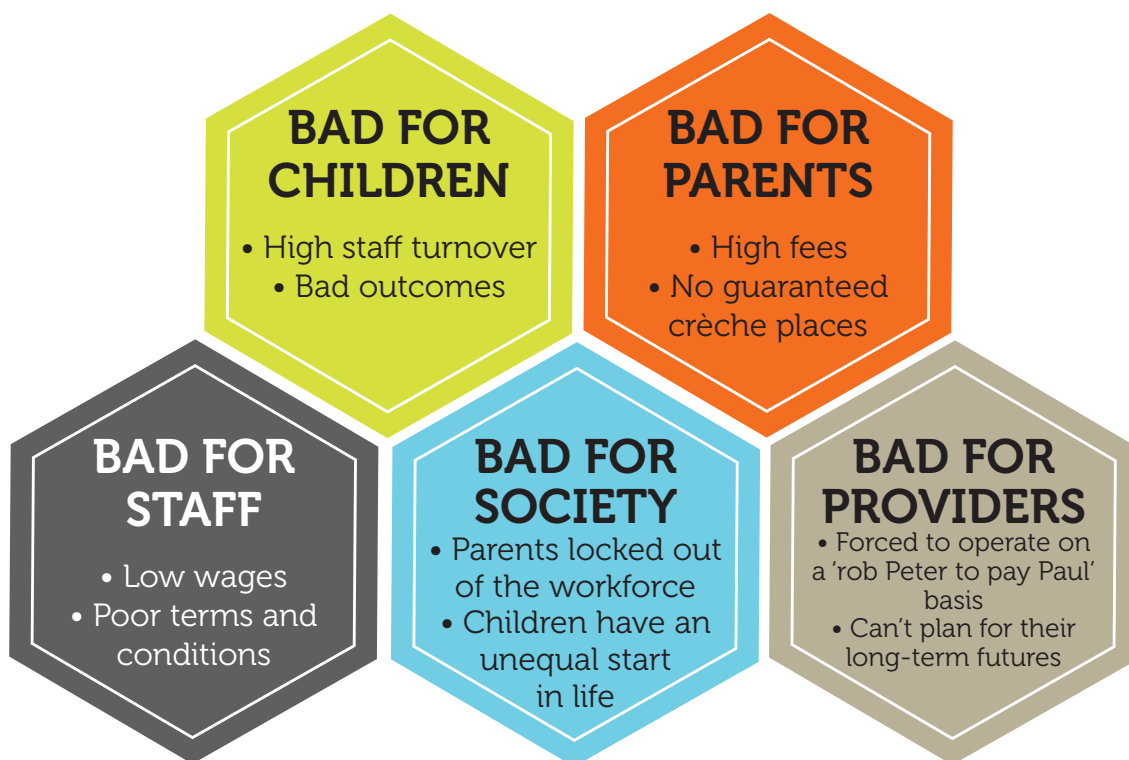 BAD FOR
CHILDREN
• High staff turnover
• Bad outcomes
BAD FOR
PARENTS
• High fees
• No guaranteed
crèche places
BAD FOR
STAFF
• Low wages
• Poor terms and
conditions
BAD FOR
SOCIETY
• Parents locked out
of the workforce
• Children have an
unequal start
in life
BAD FOR
PROVIDERS
• Forced to operate on
a ‘rob Peter to pay Paul’
basis
• Can’t plan for their
long-term futures